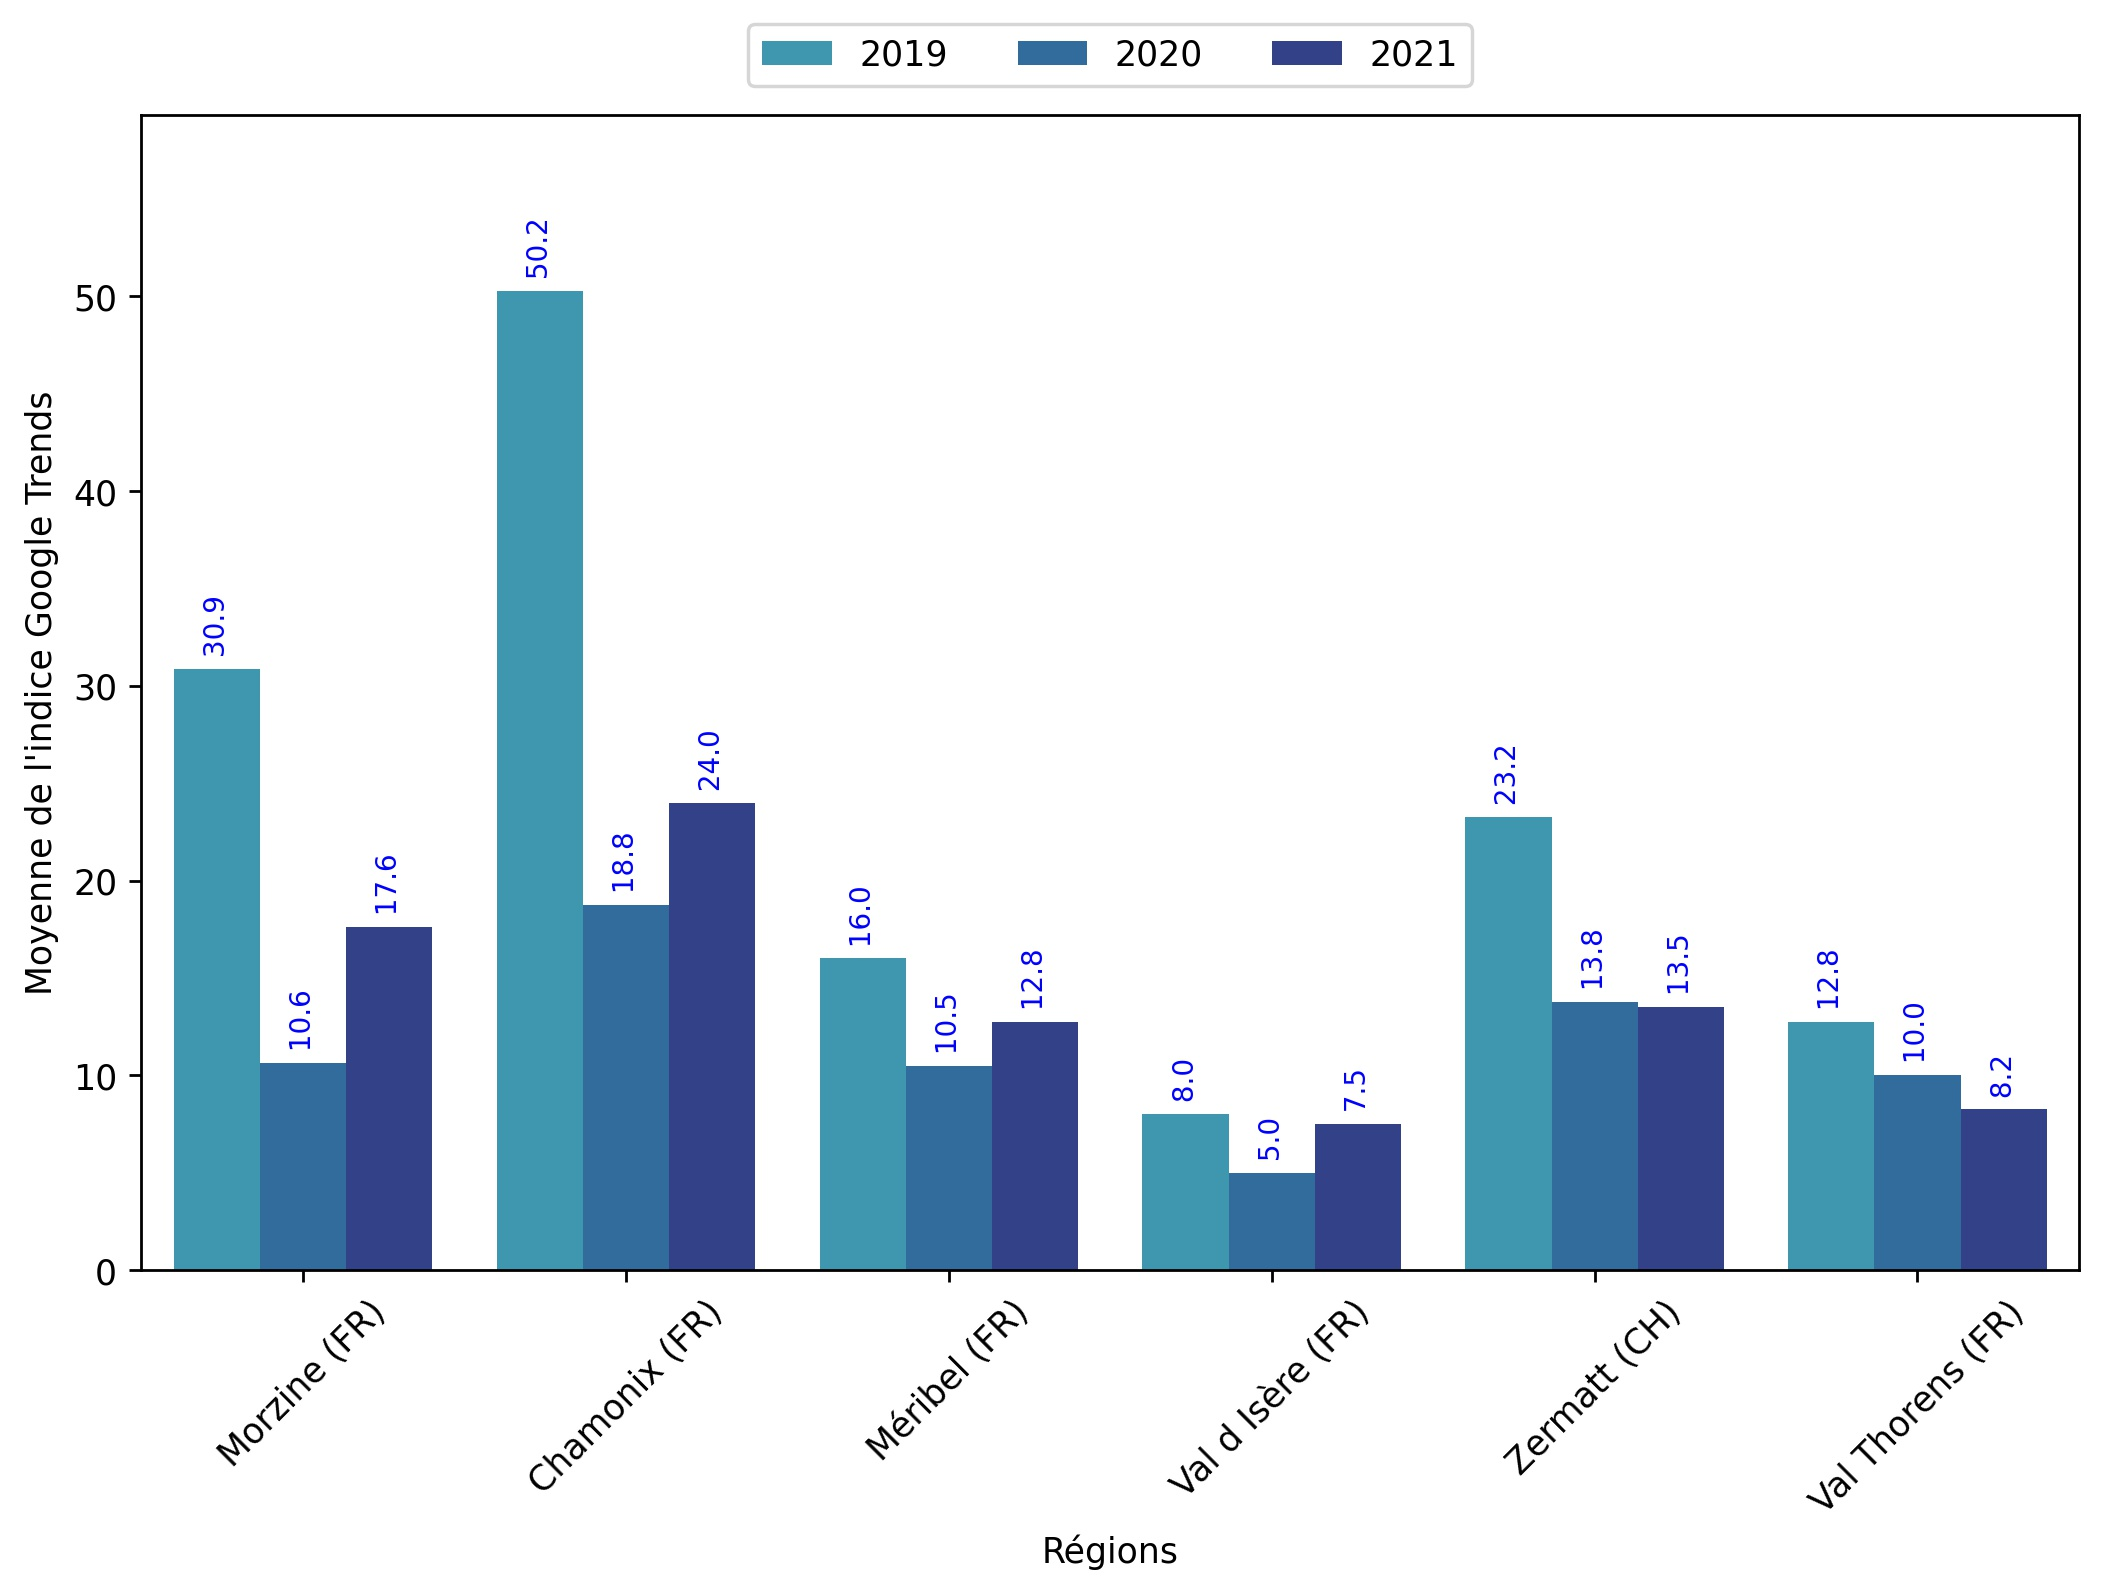 2019 2020 2021
Moyenne de l'indice Google Trends
50
40
30
20
10
0
30.9
10.6
17.6
50.2
18.8
24.0
16.0
10.5
12.8
8.0
5.0
7.5
23.2
13.8
13.5
12.8
10.0
8.2
Morzine (FR)
Chamonix (FR)
Méribel (FR)
Val d Isère (FR)
Zermatt (CH)
Val Thorens (FR)
Régions